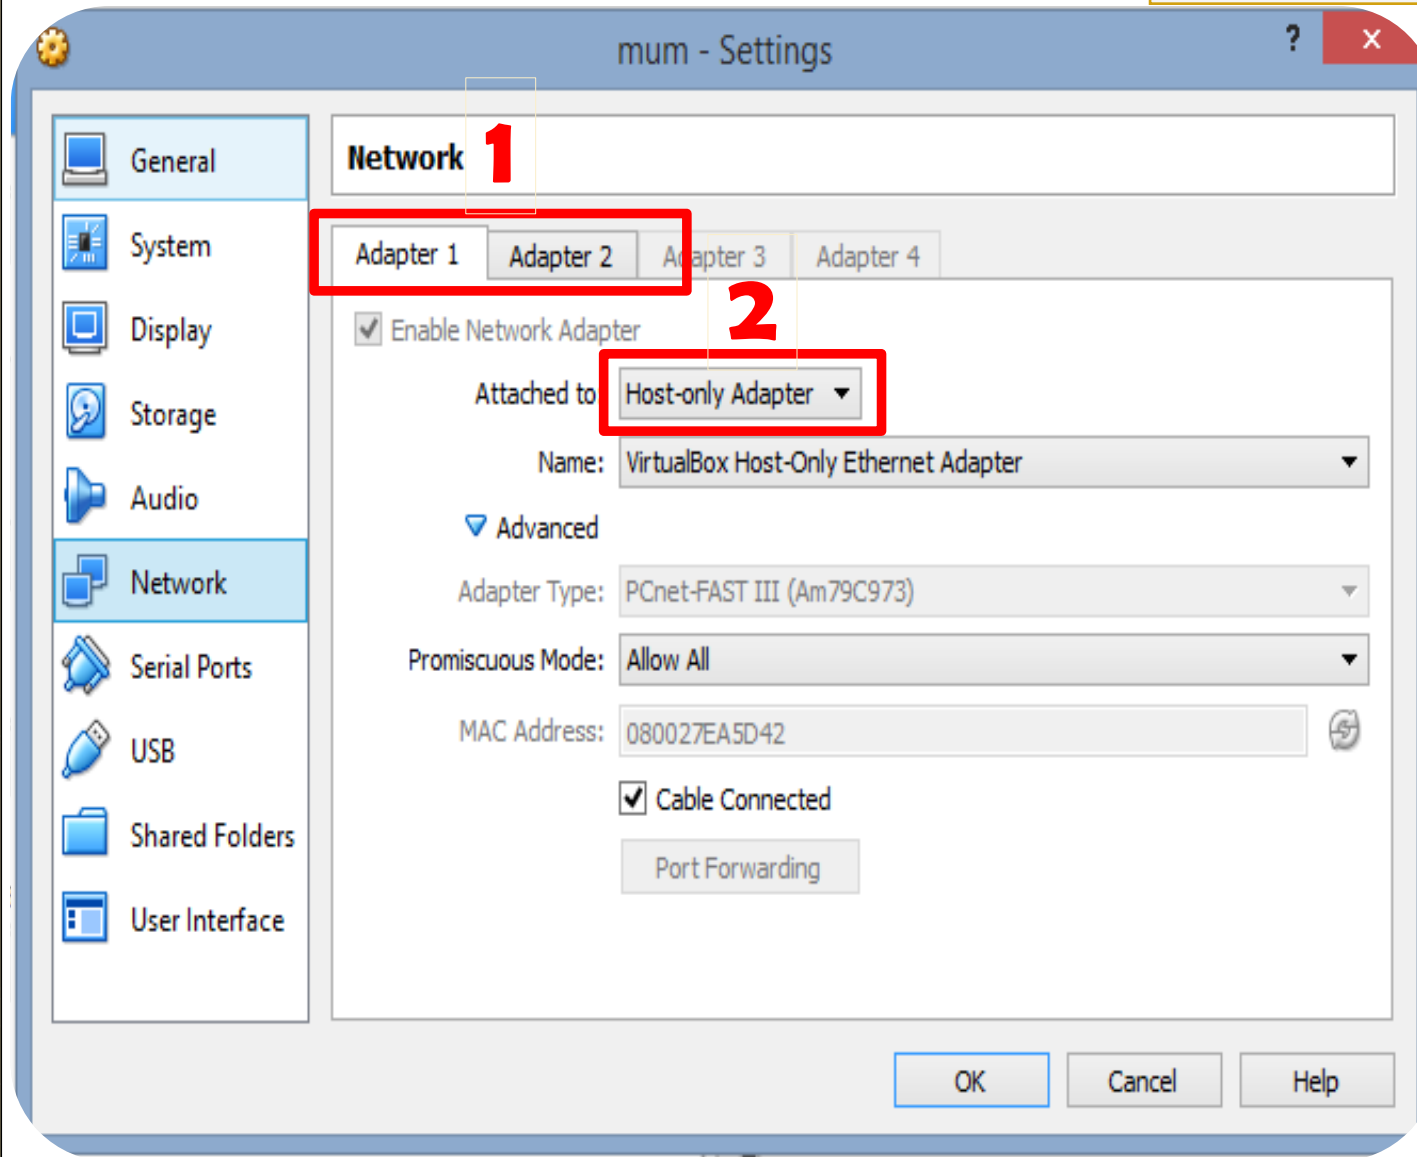 mum - Settings
?
x
General
System
Display
Storage
Audio
Network
Serial Ports
USB
Shared Folders
User Interface
Network
1
Adapter 1
Adapter 2
Adapter 3
Adapter 4
Enable Network Adapter
2
Attached to
Host-only Adapter
Name:
VirtualBox Host-Only Ethernet Adapter
Advanced
Adapter Type:
PCnet-FAST III (Am79C973)
Promiscuous Mode:
Allow All
MAC Address:
080027EA5D42
Cable Connected
Port Forwarding
OK
Cancel
Help